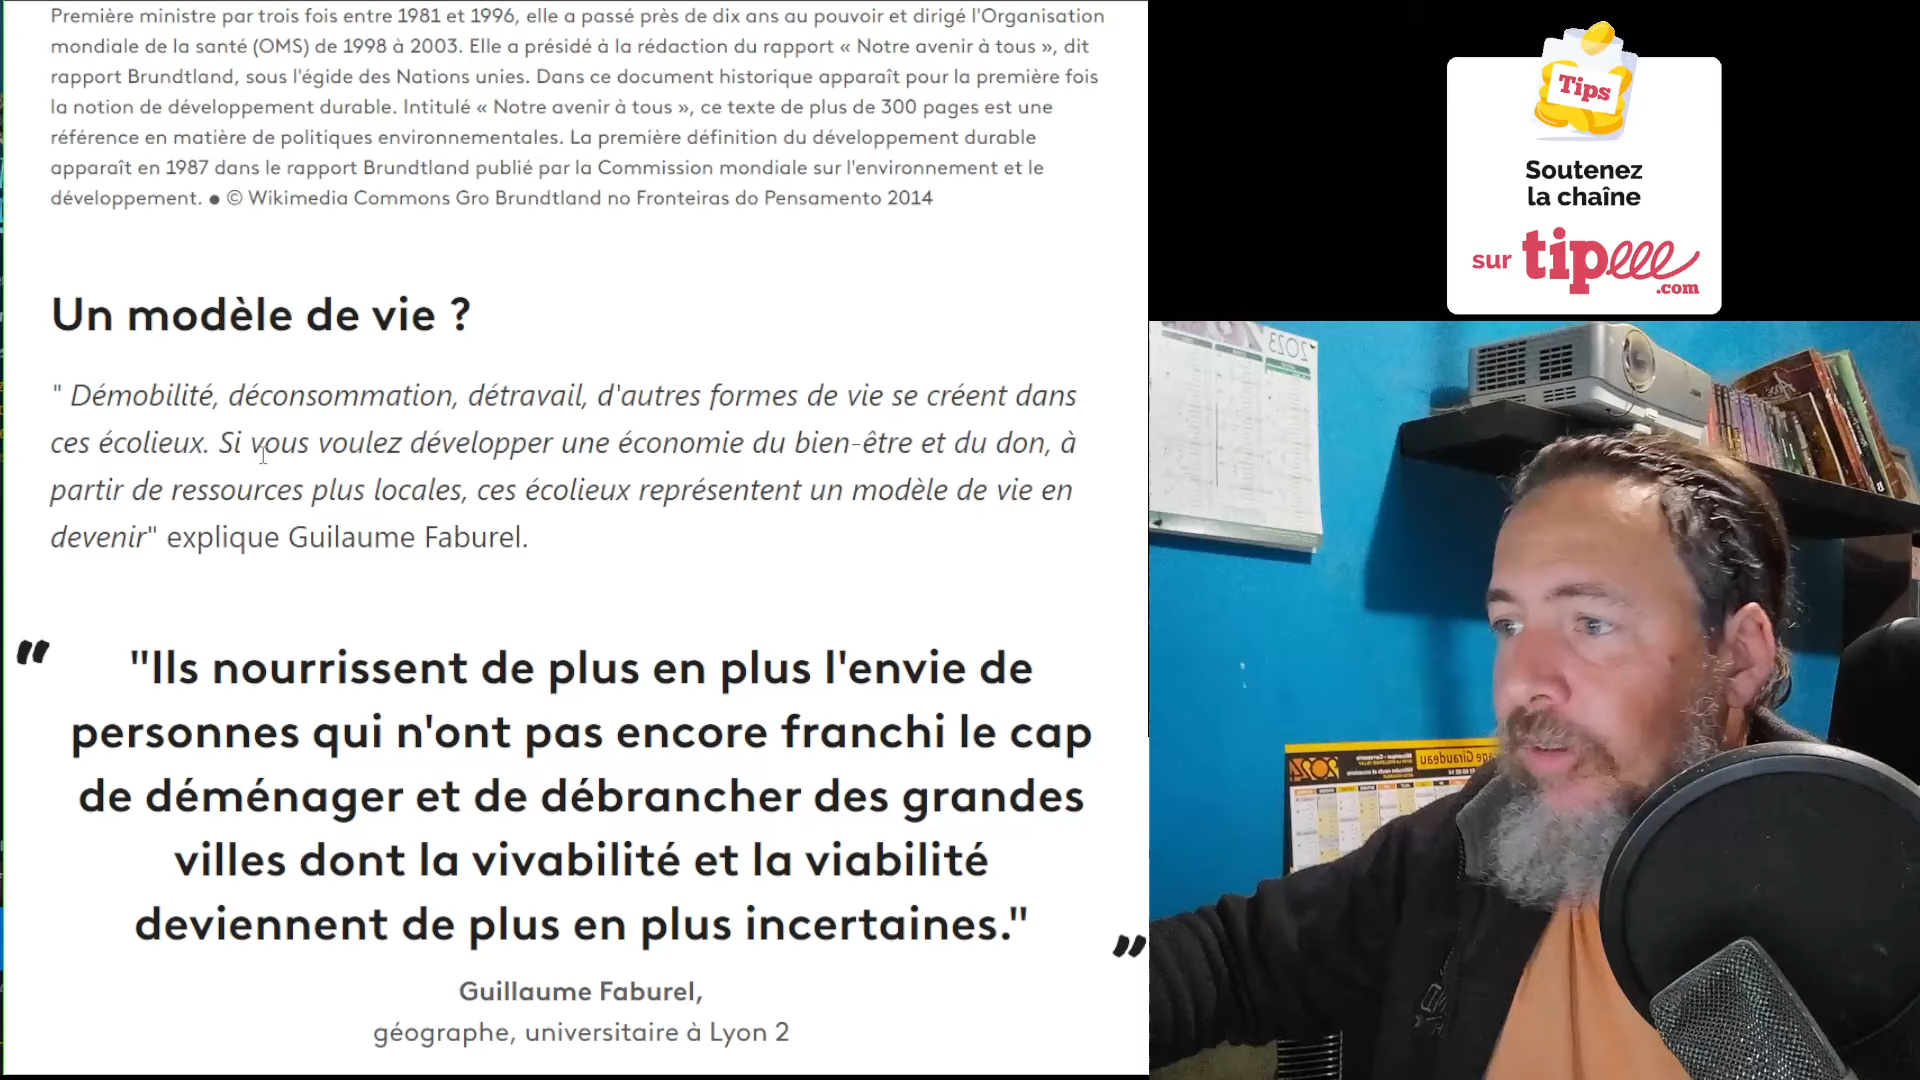 Première ministre par trois fois entre 1981 et 1996, elle a passé près de dix ans au pouvoir et dirigé l'Organisation
mondiale de la santé (OMS) de 1998 à 2003. Elle a présidé à la rédaction du rapport « Notre avenir à tous », dit
rapport Brundtland, sous l'égide des Nations unies. Dans ce document historique apparaît pour la première fois
la notion de développement durable. Intitulé « Notre avenir à tous », ce texte de plus de 300 pages est une
référence en matière de politiques environnementales. La première définition du développement durable
apparaît en 1987 dans le rapport Brundtland publié par la Commission mondiale sur l'environnement et le
développement. ● © Wikimedia Commons Gro Brundtland no Fronteiras do Pensamento 2014
Un modèle de vie ?
" Démobilité, déconsommation, détravail, d'autres formes de vie se créent dans
ces écolieux. Si vous voulez développer une économie du bien-être et du don, à
partir de ressources plus locales, ces écolieux représentent un modèle de vie en
devenir" explique Guilaume Faburel.
"Ils nourrissent de plus en plus l'envie de
personnes qui n'ont pas encore franchi le cap
de déménager et de débrancher des grandes
villes dont la vivabilité et la viabilité
deviennent de plus en plus incertaines."
Guillaume Faburel,
géographe, universitaire à Lyon 2
Tips
Soutenez
la chaîne
sur tipeee
.com
2023
Giraudeau